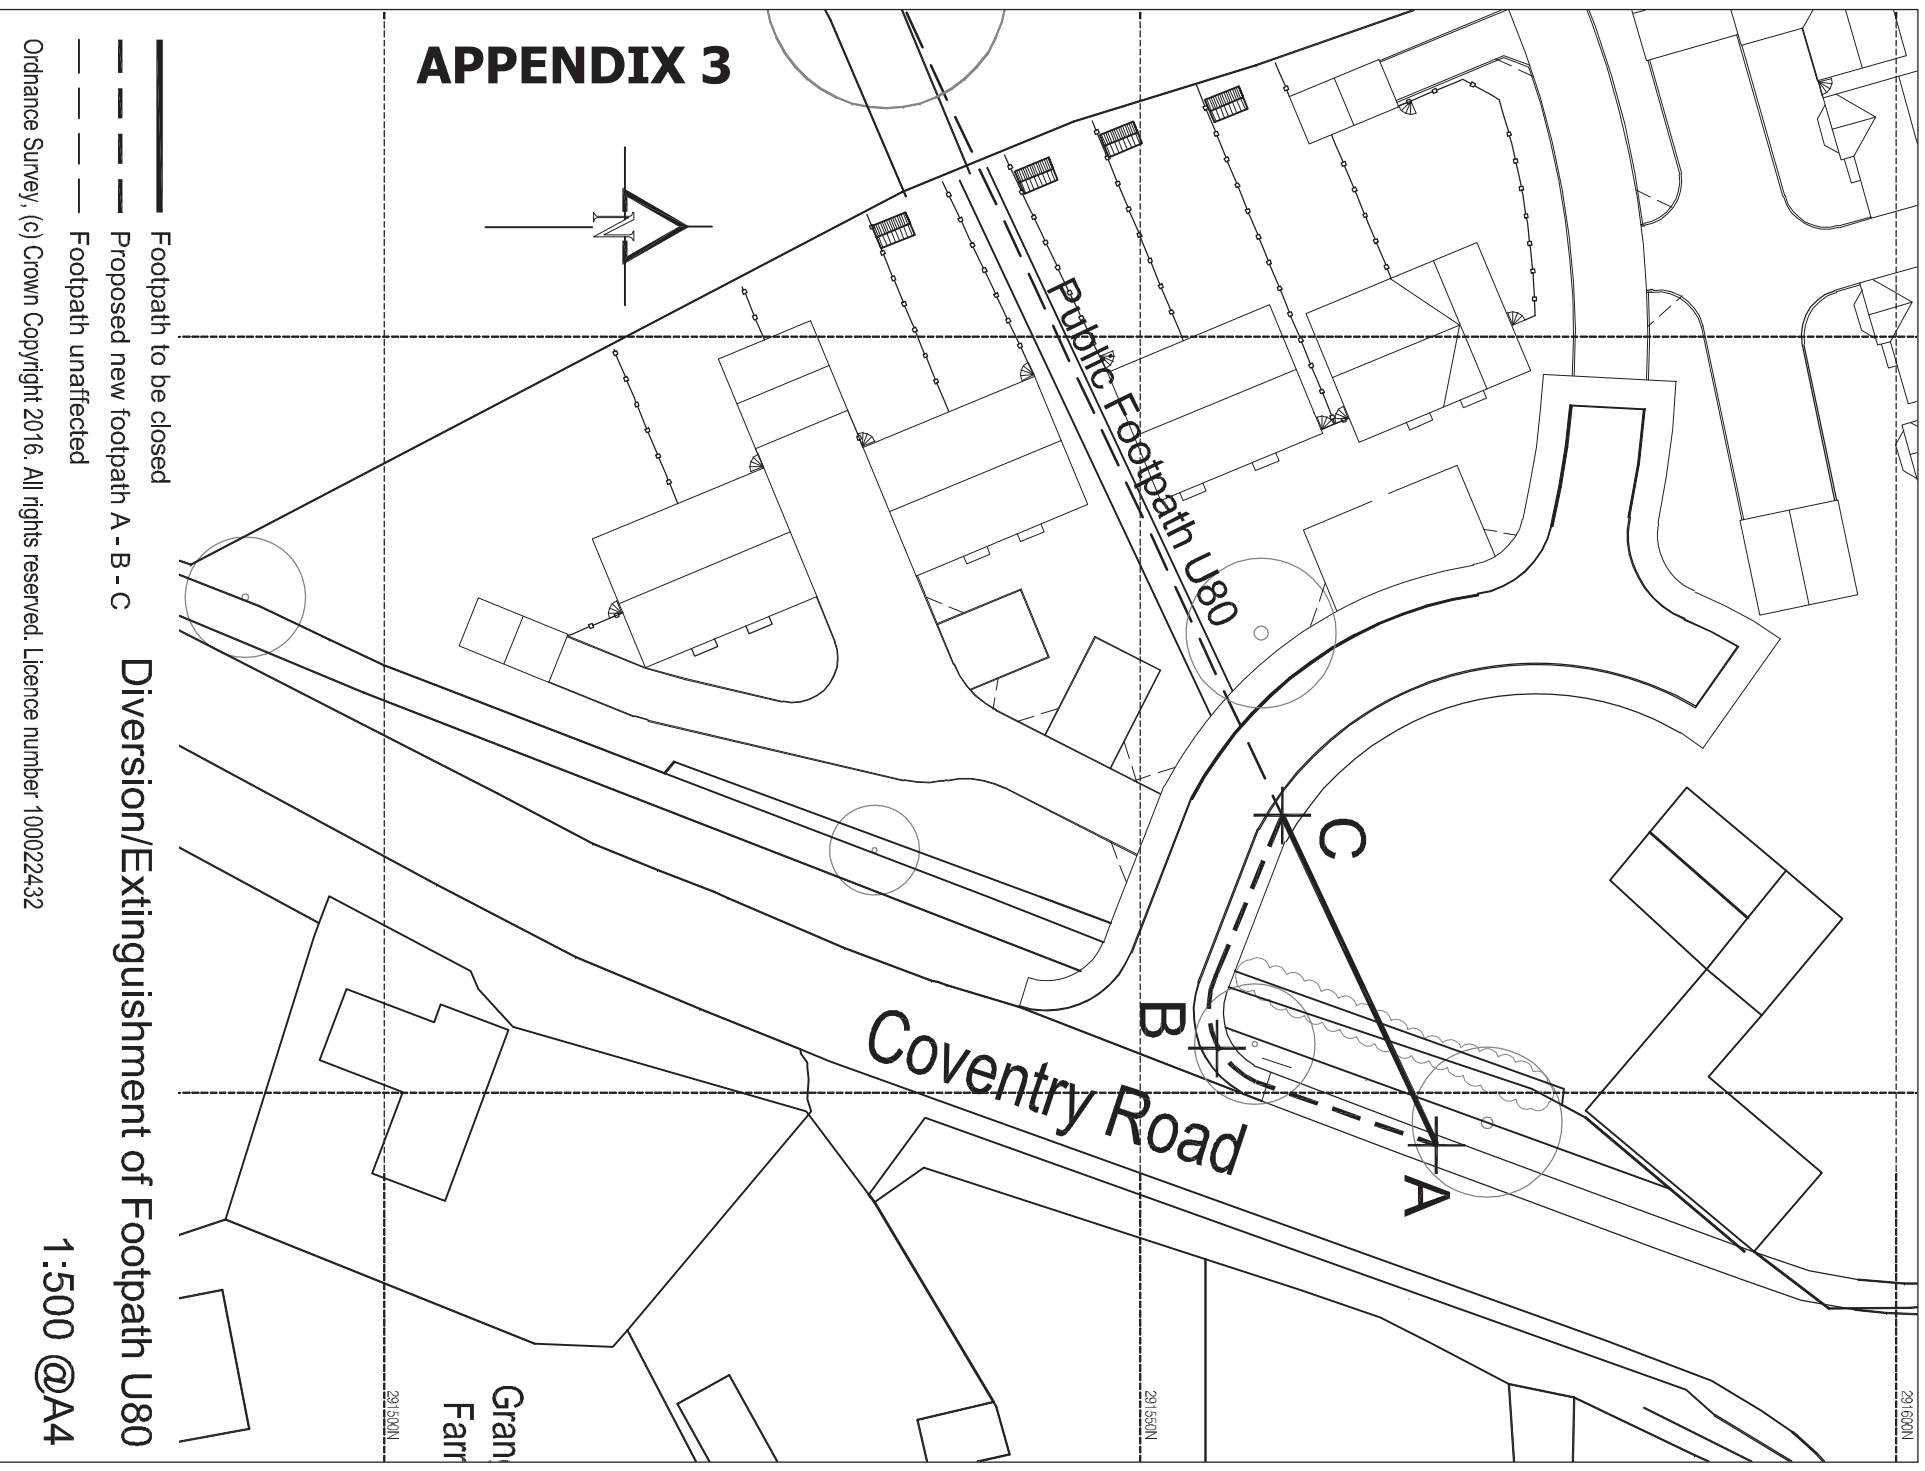 APPENDIX 3
N
Public Footpath U80
C
B
A
Coventry Road
291500N
291550N
291600N
Footpath to be closed
Proposed new footpath A - B - C
Footpath unaffected
Diversion/Extinguishment of Footpath U80
1:500 @A4
Ordnance Survey, (c) Crown Copyright 2016. All rights reserved. Licence number 100022432